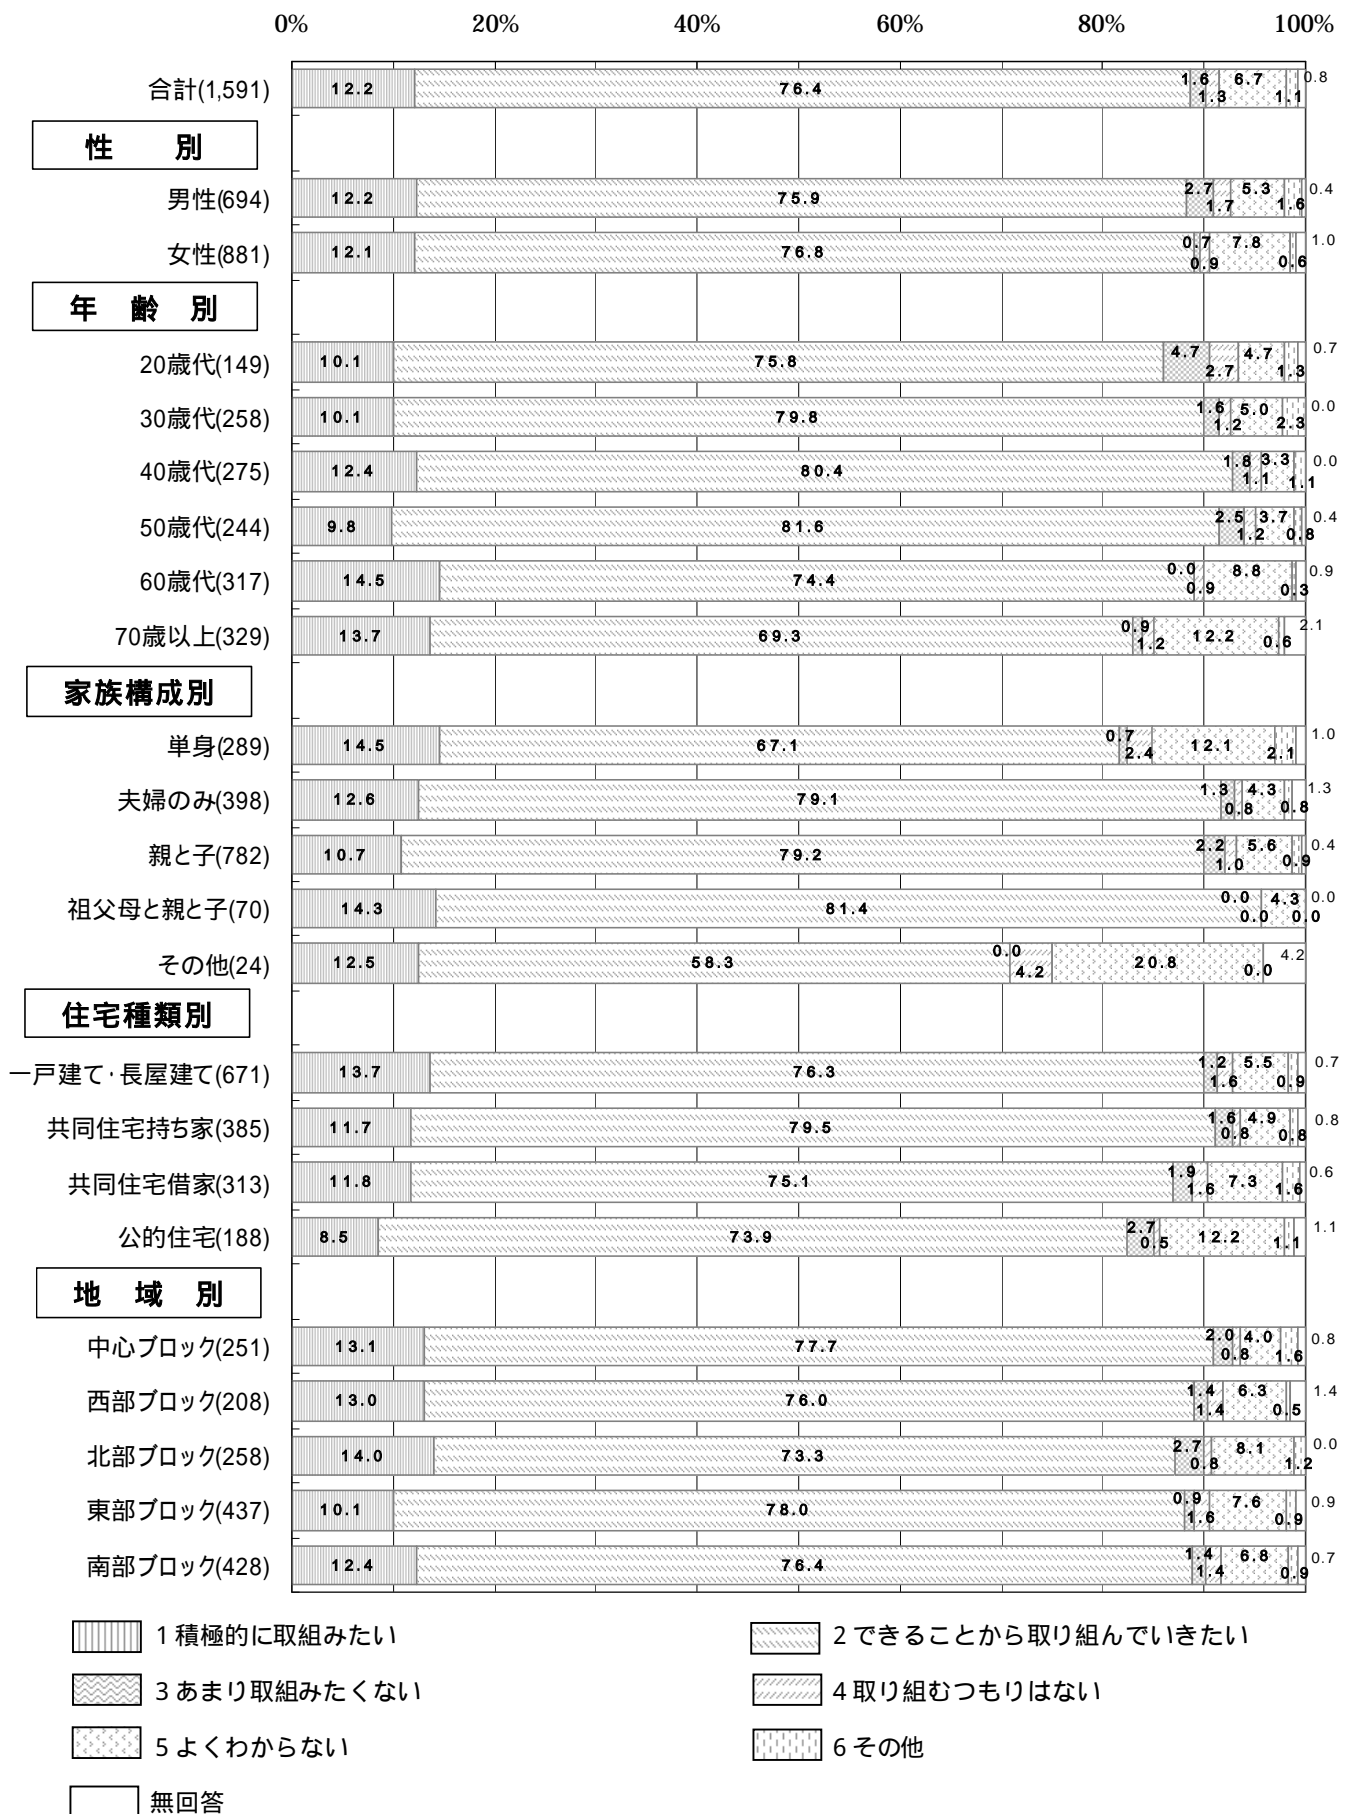 0% 20% 40% 60% 80% 100%
合計(1,591) 12.2 76.4 1.6 1.3 6.7 1.1 0.8
性 別
男性(694) 12.2 75.9 2.7 1.7 5.3 1.6 0.4
女性(881) 12.1 76.8 0.7 0.9 7.8 0.6 1.0
年 齢 別
20歳代(149) 10.1 75.8 4.7 2.7 4.7 1.3 0.7
30歳代(258) 10.1 79.8 1.6 1.2 5.0 2.3 0.0
40歳代(275) 12.4 80.4 1.8 1.1 3.3 1.1 0.0
50歳代(244) 9.8 81.6 2.5 1.2 3.7 0.8 0.4
60歳代(317) 14.5 74.4 0.0 0.9 8.8 0.3 0.9
70歳以上(329) 13.7 69.3 0.9 1.2 12.2 0.6 2.1
家族構成別
単身(289) 14.5 67.1 0.7 2.4 12.1 2.1 1.0
夫婦のみ(398) 12.6 79.1 1.3 0.8 4.3 0.8 1.3
親と子(782) 10.7 79.2 2.2 1.0 5.6 0.9 0.4
祖父母と親と子(70) 14.3 81.4 0.0 0.0 4.3 0.0 0.0
その他(24) 12.5 58.3 0.0 4.2 20.8 0.0 4.2
住宅種類別
一戸建て・長屋建て(671) 13.7 76.3 1.2 1.6 5.5 0.9 0.7
共同住宅持ち家(385) 11.7 79.5 1.6 0.8 4.9 0.8 0.8
共同住宅借家(313) 11.8 75.1 1.9 1.6 7.3 1.6 0.6
公的住宅(188) 8.5 73.9 2.7 0.5 12.2 1.1 1.1
地 域 別
中心ブロック(251) 13.1 77.7 2.0 0.8 4.0 1.6 0.8
西部ブロック(208) 13.0 76.0 1.4 1.4 6.3 0.5 1.4
北部ブロック(258) 14.0 73.3 2.7 0.8 8.1 1.2 0.0
東部ブロック(437) 10.1 78.0 0.9 1.6 7.6 0.9 0.9
南部ブロック(428) 12.4 76.4 1.4 1.4 6.8 0.9 0.7
1 積極的に取組みたい
2 できることから取り組んでいきたい
3 あまり取組みたくない
4 取り組むつもりはない
5 よくわからない
6 その他
無回答